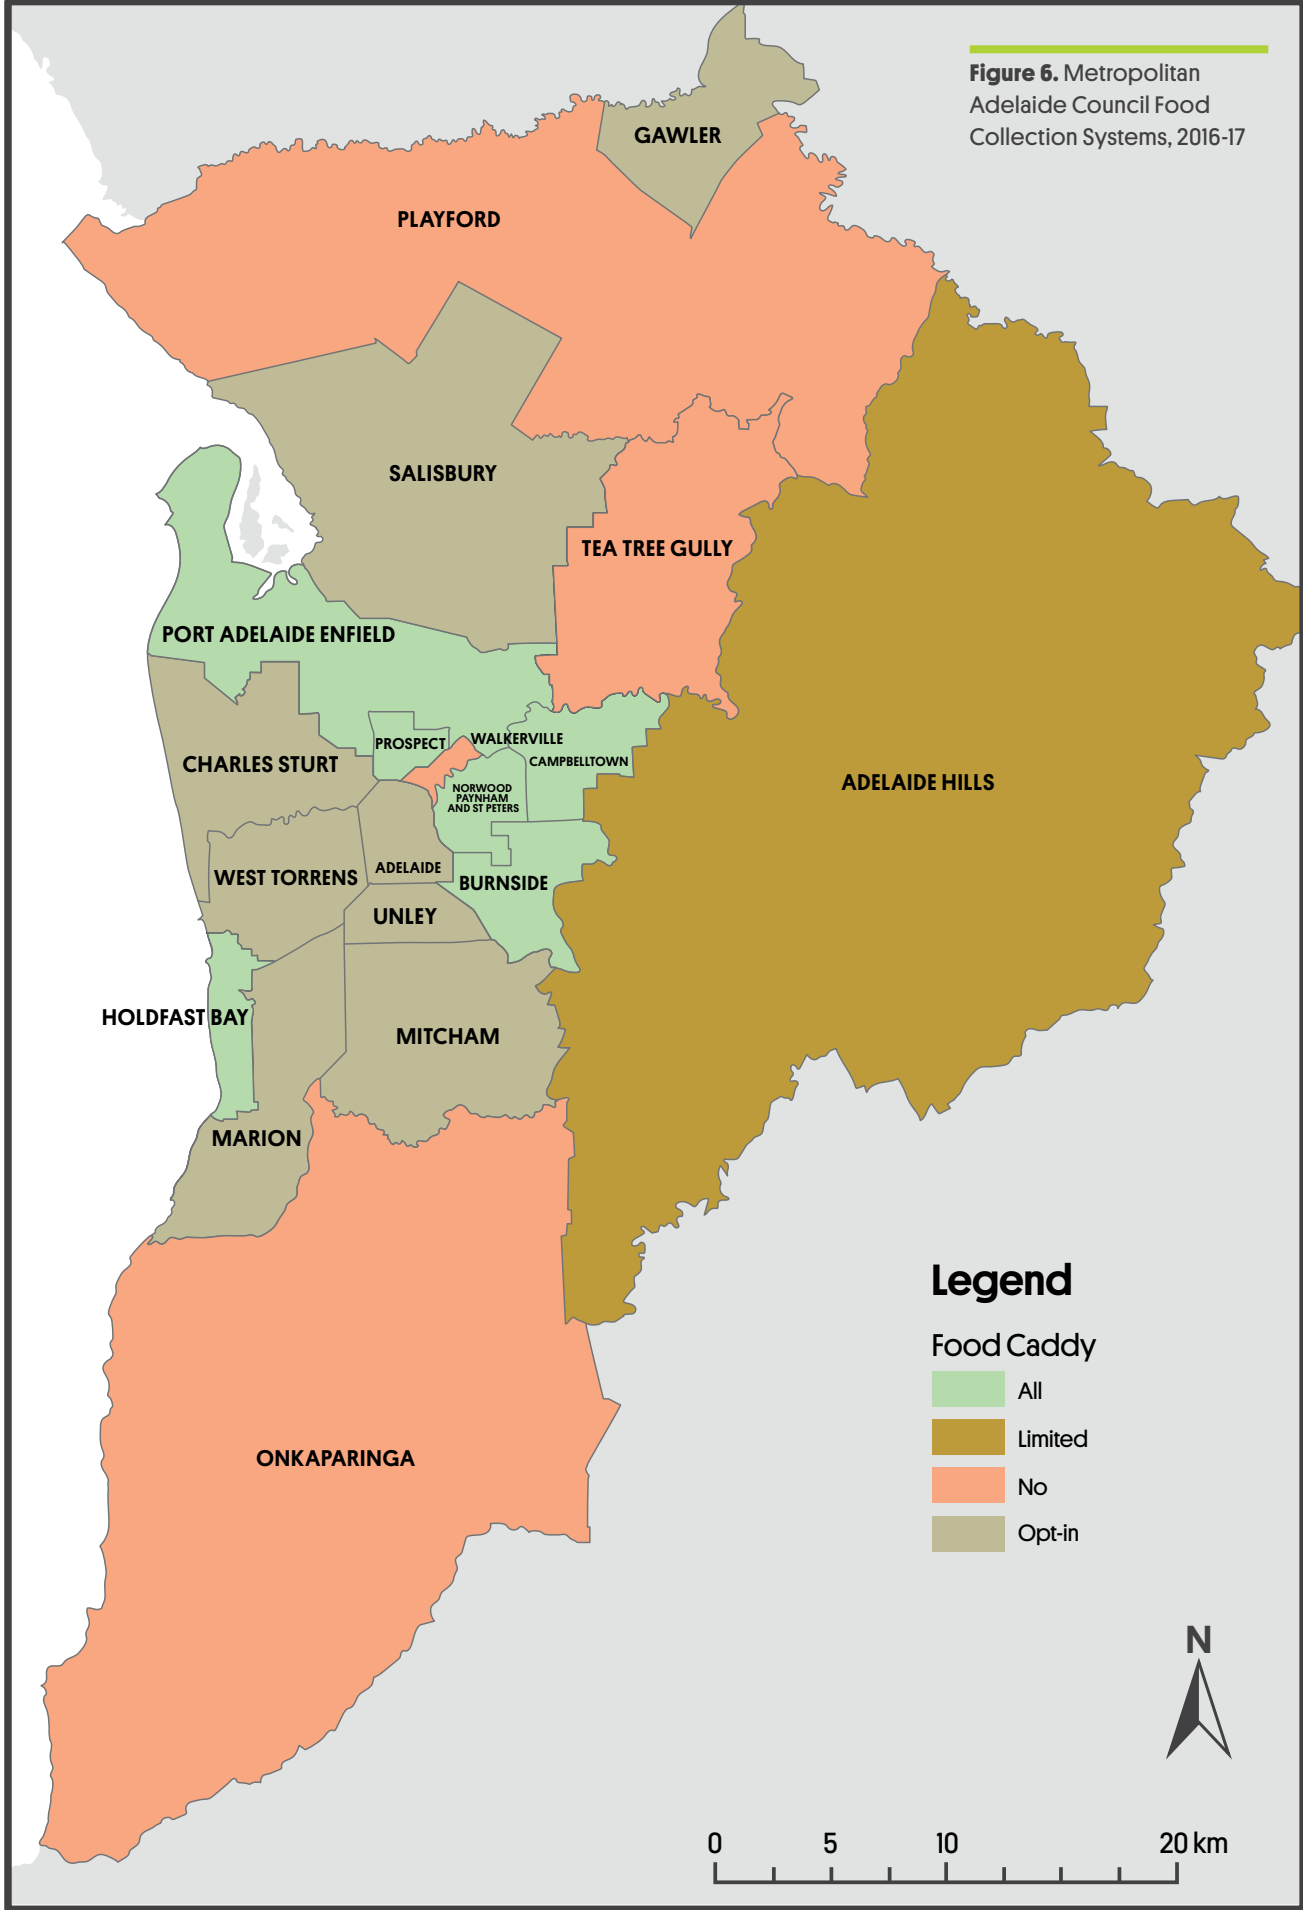 Figure 6. Metropolitan
Adelaide Council Food
Collection Systems, 2016-17
GAWLER
PLAYFORD
SALISBURY
TEA TREE GULLY
PORT ADELAIDE ENFIELD
PROSPECT
WALKERVILLE
CAMPBELLTOWN
CHARLES STURT
NORWOOD
PAYNHAM
AND ST PETERS
ADELAIDE HILLS
WEST TORRENS
ADELAIDE
BURNSIDE
UNLEY
HOLDFAST BAY
MITCHAM
MARION
ONKAPARINGA
Legend
Food Caddy
All
Limited
No
Opt-in
N
0 5 10 20 km